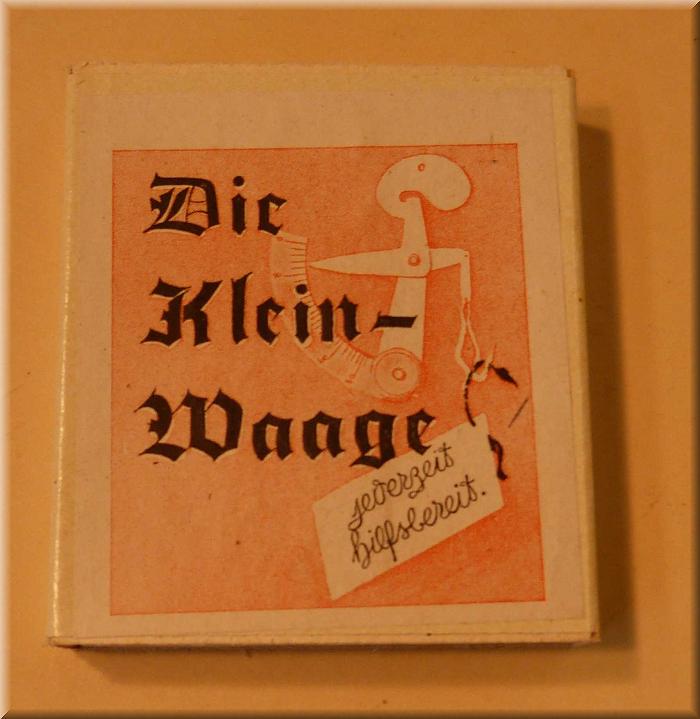 Die
Klein-
Waage
jederzeit
hilfsbereit.